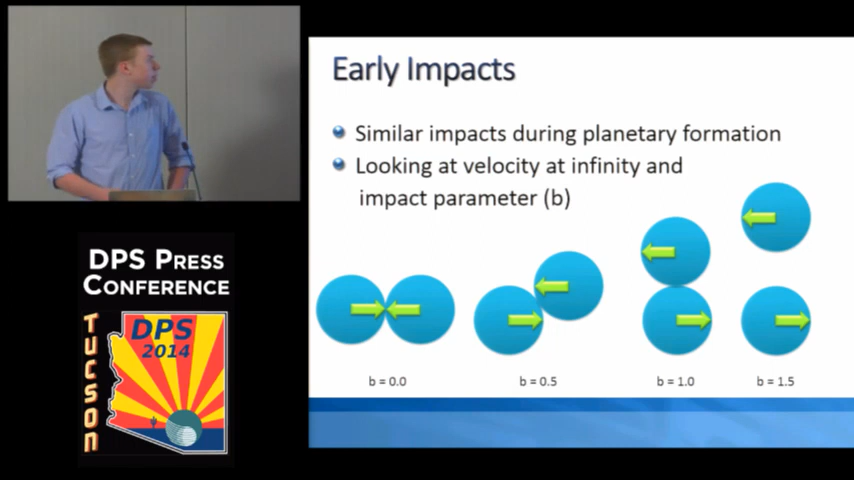 Early Impacts
Similar impacts during planetary formation
Looking at velocity at infinity and
impact parameter (b)
b = 0.0
b = 0.5
b = 1.0
b = 1.5
DPS PRESS
CONFERENCE
TUCSON
DPS
2014